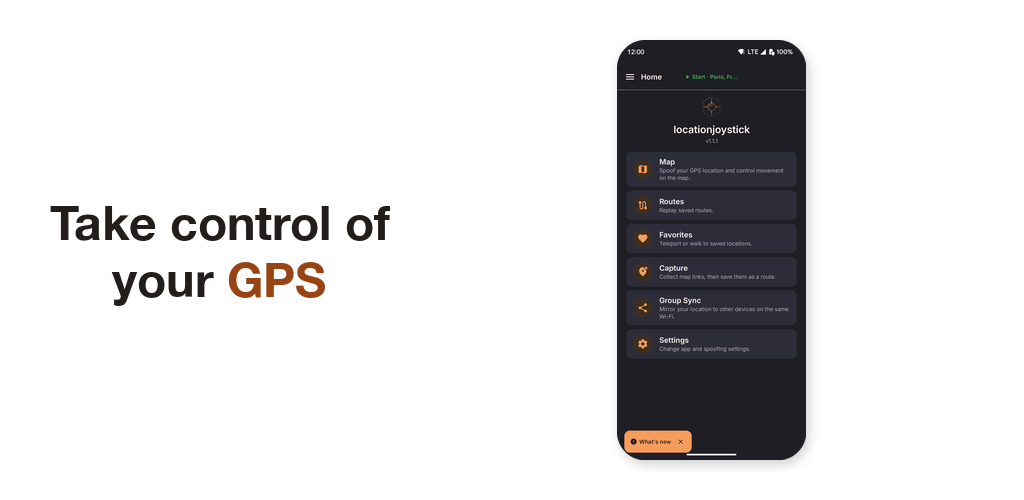 Take control of
your GPS
12:00
LTE 100%
Home
Start · Paris, Fr...
locationjoystick
v1.1.1
Map
Spoof your GPS location and control movement
on the map.
Routes
Replay saved routes.
Favorites
Teleport or walk to saved locations.
Capture
Collect map links, then save them as a route.
Group Sync
Mirror your location to other devices on the same
Wi-Fi.
Settings
Change app and spoofing settings.
What's new